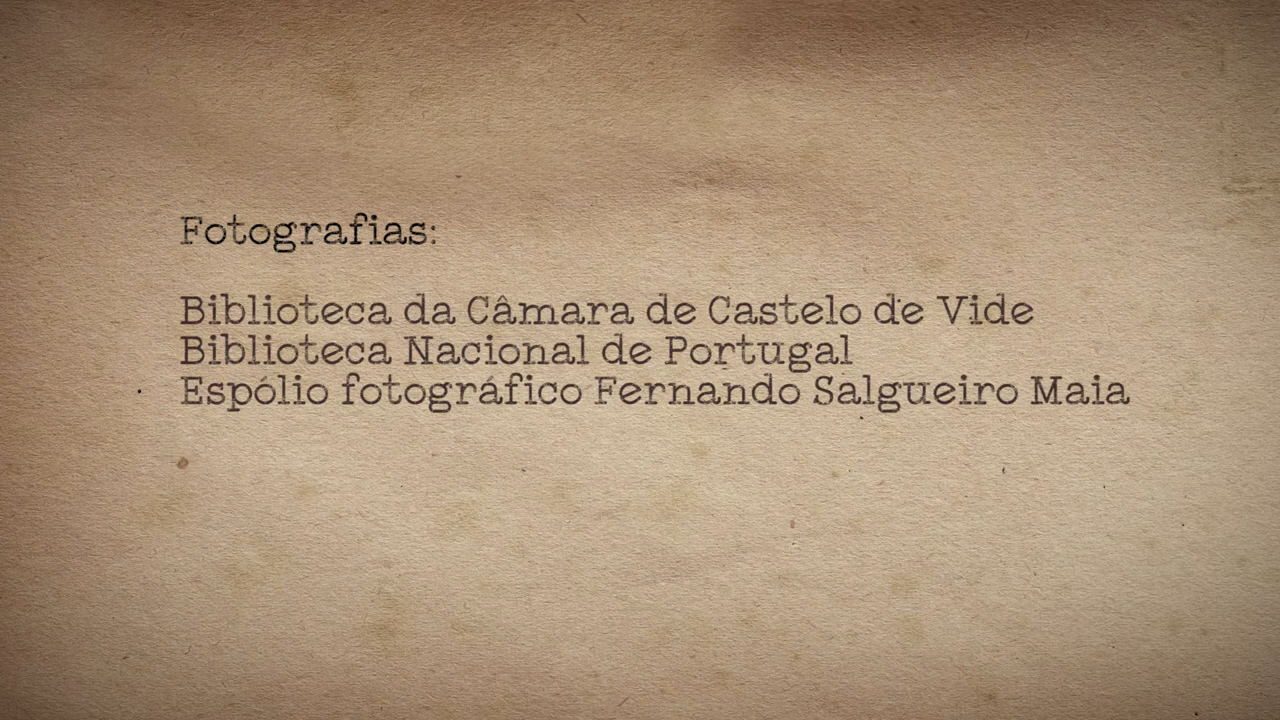 Fotografias:
Biblioteca da Câmara de Castelo de Vide
Biblioteca Nacional de Portugal
Espólio fotográfico Fernando Salgueiro Maia